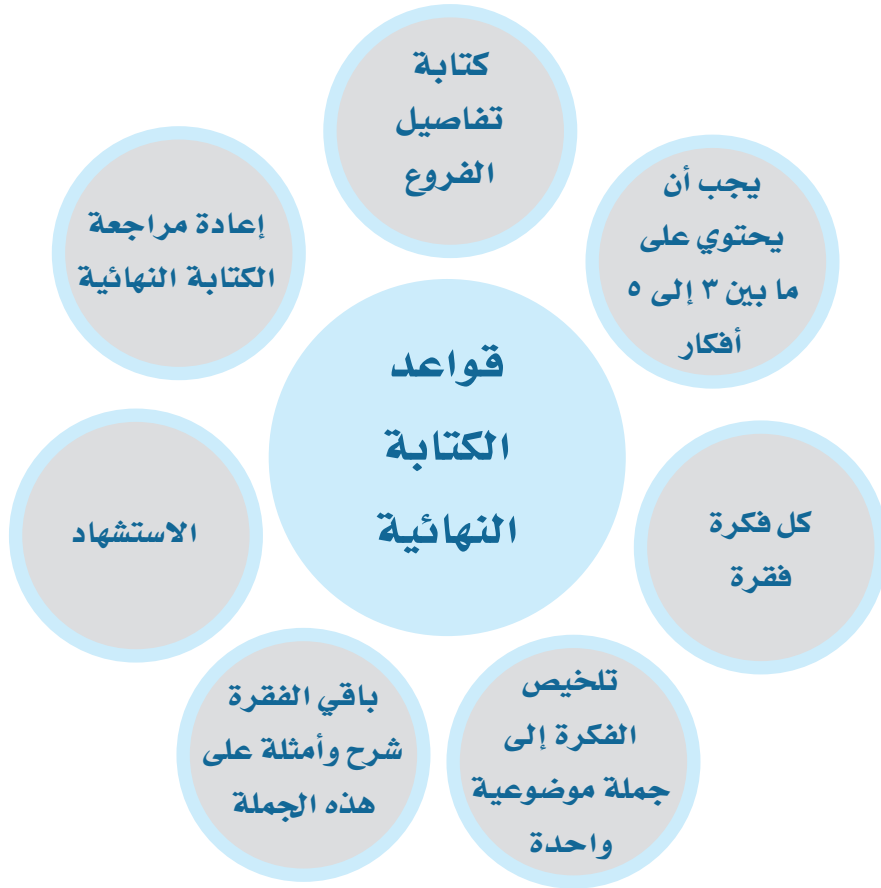 قواعد
الكتابة
النهائية
كتابة
تفاصيل
الفروع
يجب أن
يحتوي على
ما بين ٣ إلى ٥
أفكار
كل فكرة
فقرة
تلخيص
الفكرة إلى
جملة موضوعية
واحدة
باقي الفقرة
شرح وأمثلة على
هذه الجملة
الاستشهاد
إعادة مراجعة
الكتابة النهائية